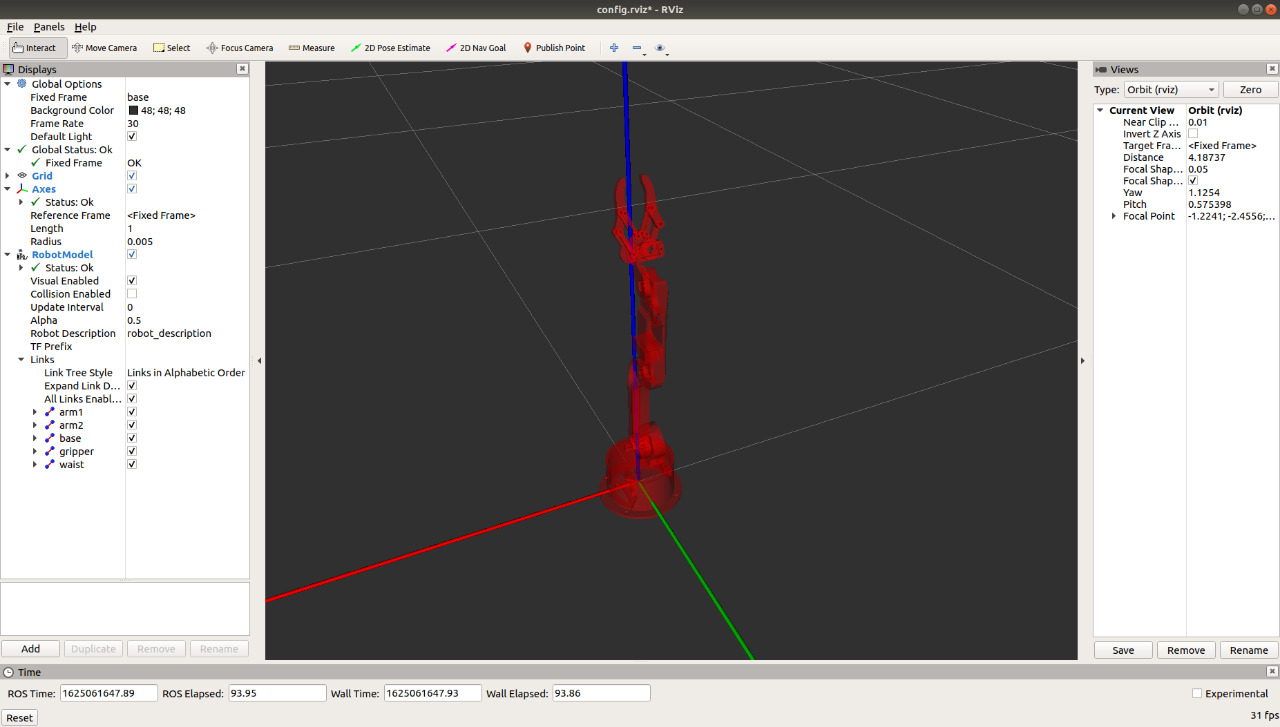 config.rviz* - RViz
File Panels Help
Interact Move Camera Select Focus Camera Measure 2D Pose Estimate 2D Nav Goal Publish Point
Displays
Global Options
Fixed Frame base
Background Color 48; 48; 48
Frame Rate 30
Default Light
Global Status: Ok
Fixed Frame OK
Grid
Axes
Status: Ok
Reference Frame <Fixed Frame>
Length 1
Radius 0.005
RobotModel
Status: Ok
Visual Enabled
Collision Enabled
Update Interval 0
Alpha 0.5
Robot Description robot_description
TF Prefix
Links
Link Tree Style Links in Alphabetic Order
Expand Link D...
All Links Enabl...
arm1
arm2
base
gripper
waist
Add Duplicate Remove Rename
Views
Type: Orbit (rviz) Zero
Current View Orbit (rviz)
Near Clip ... 0.01
Invert Z Axis
Target Fra... <Fixed Frame>
Distance 4.18737
Focal Shap... 0.05
Focal Shap...
Yaw 1.1254
Pitch 0.575398
Focal Point -1.2241; -2.4556;...
Save Remove Rename
Time
ROS Time: 1625061647.89 ROS Elapsed: 93.95 Wall Time: 1625061647.93 Wall Elapsed: 93.86 Experimental
Reset 31 fps